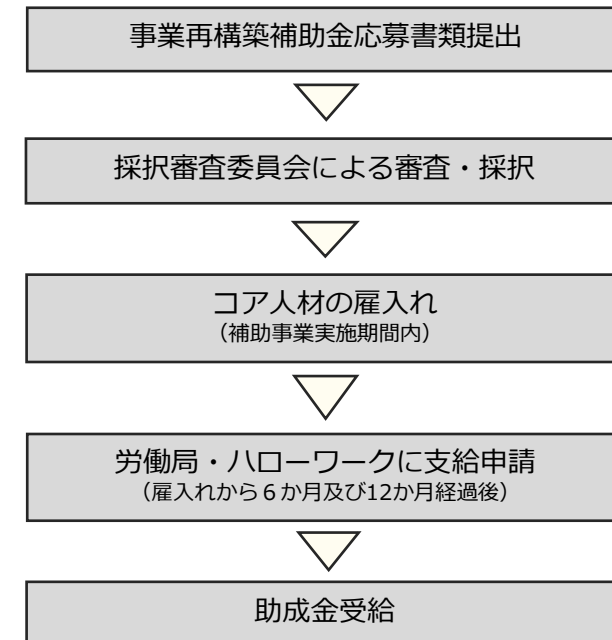 事業再構築補助金応募書類提出
採択審査委員会による審査・採択
コア人材の雇入れ
（補助事業実施期間内）
労働局・ハローワークに支給申請
（雇入れから６か月及び12か月経過後）
助成金受給